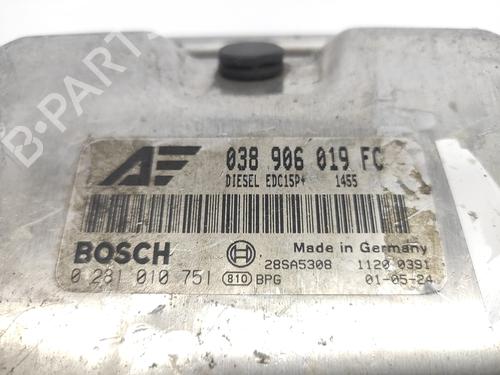 B-PARTS
AE 038 906 019 FC
DIESEL EDC15P+ 1455
BOSCH Made in Germany
28SA5308 1120 0391
0 281 010 751 810 BPG 01-05-24